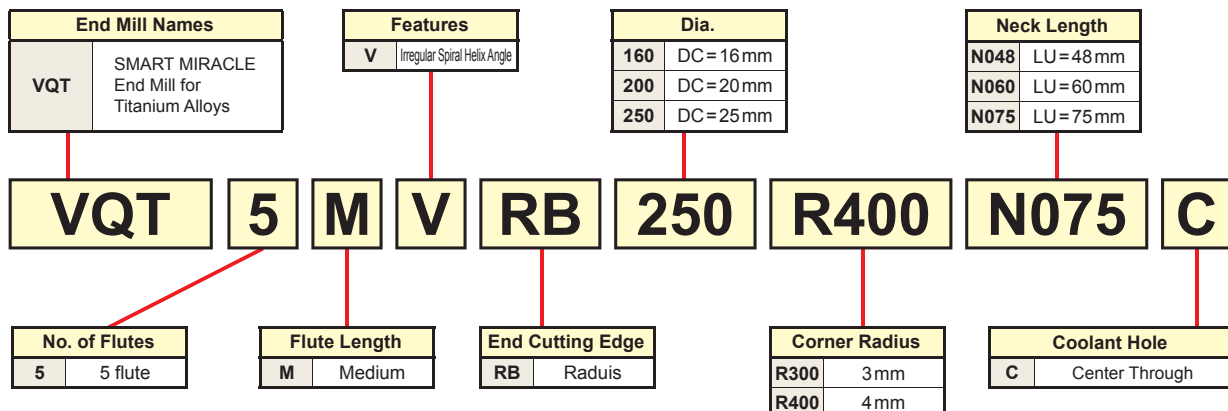 End Mill Names
VQT
SMART MIRACLE
End Mill for
Titanium Alloys
Features
V Irregular Spiral Helix Angle
Dia.
160 DC=16mm
200 DC=20mm
250 DC=25mm
Neck Length
N048 LU=48mm
N060 LU=60mm
N075 LU=75mm
VQT 5 M V RB 250 R400 N075 C
No. of Flutes
5 5 flute
Flute Length
M Medium
End Cutting Edge
RB Raduis
Corner Radius
R300 3mm
R400 4mm
Coolant Hole
C Center Through